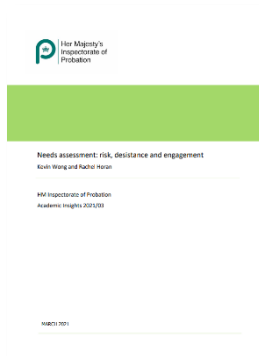 Her Majesty's
Inspectorate of
Probation
Needs assessment: risk, desistance and engagement
Kevin Wong and Rachel Horan
HM Inspectorate of Probation
Academic Insights 2021/03
MARCH 2021